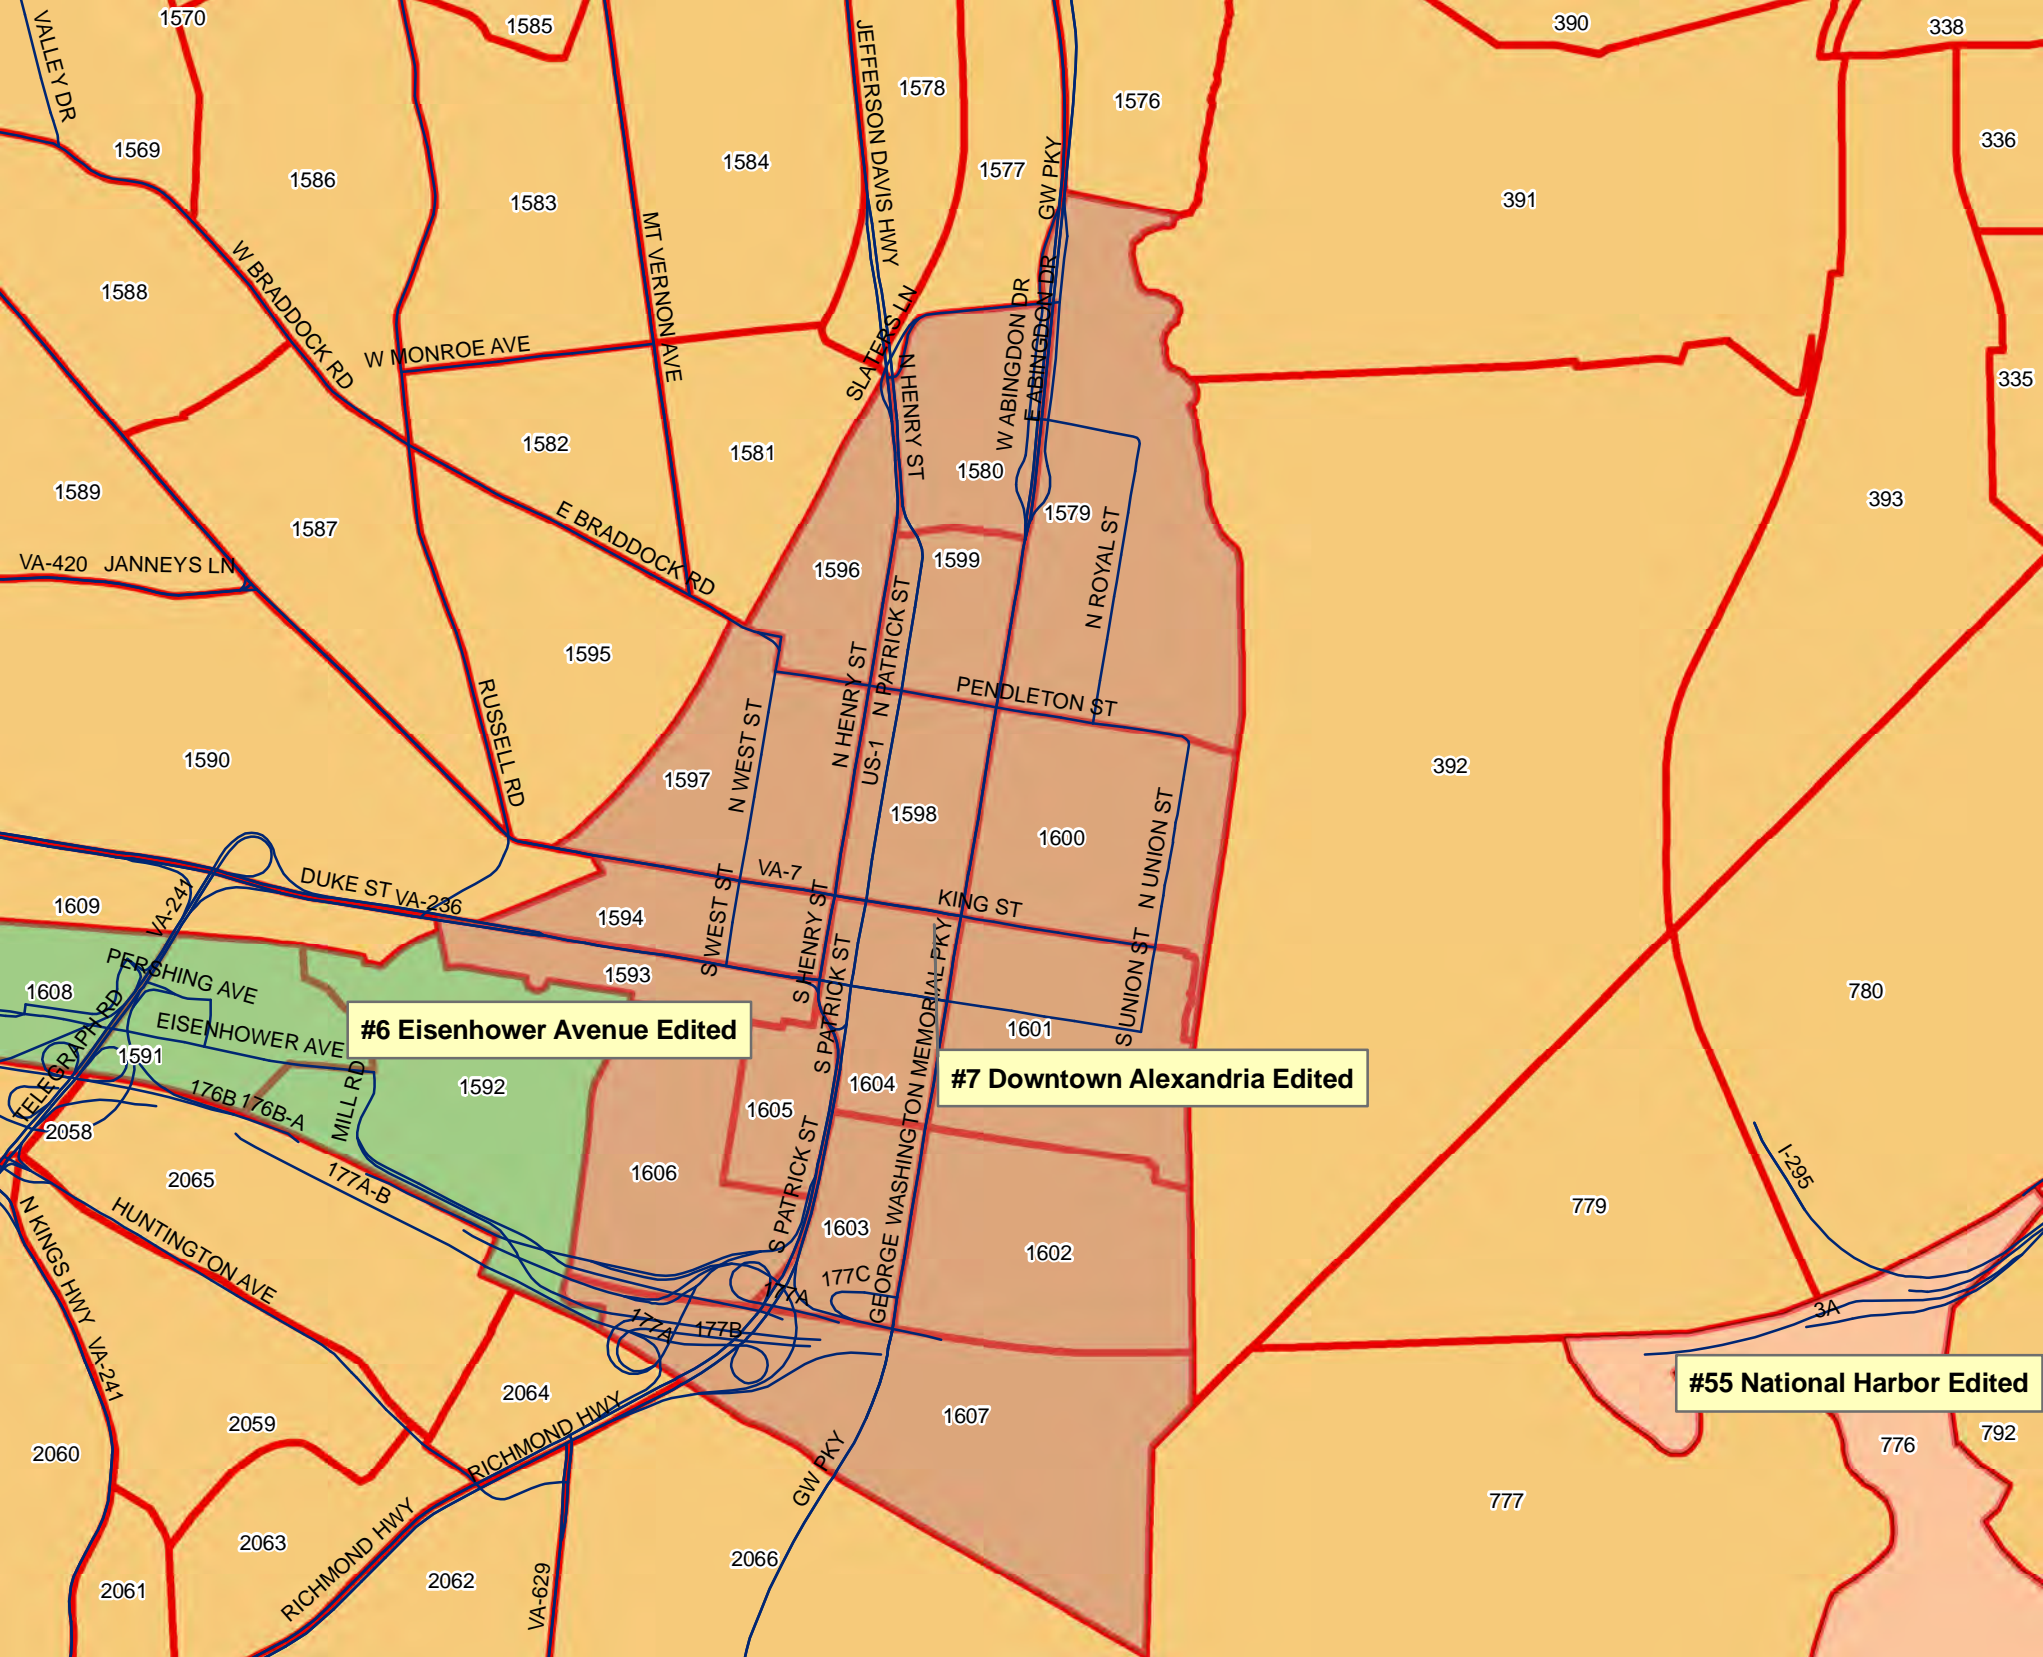 1570
1585
390
338
VALLEY DR
JEFFERSON DAVIS HWY
1578
1576
336
1569
1586
1584
1577
GW PKY
1583
391
MT VERNON AVE
W BRADDOCK RD
1588
SLATERS LN
W ABINGDON DR
E ABINGDON DR
W MONROE AVE
N HENRY ST
335
1582
1581
1580
1589
1587
393
1579
E BRADDOCK RD
N ROYAL ST
VA-420 JANNEYS LN
1596
1599
N PATRICK ST
1595
RUSSELL RD
N HENRY ST
PENDLETON ST
N WEST ST
US-1
1590
1597
392
1598
1600
N UNION ST
VA-7
DUKE ST VA-236
KING ST
1609
VA-241
1594
S WEST ST
S HENRY ST
S PATRICK ST
GEORGE WASHINGTON MEMORIAL PKY
S UNION ST
PERSHING AVE
1593
1608
780
TELEGRAPH RD
EISENHOWER AVE
#6 Eisenhower Avenue Edited
1601
1591
1592
#7 Downtown Alexandria Edited
1604
176B 176B-A
MILL RD
1605
2058
S PATRICK ST
1606
2065
177A-B
I-295
779
N KINGS HWY VA-241
HUNTINGTON AVE
1603
1602
177C
177A
3A
177A
177B
#55 National Harbor Edited
2064
RICHMOND HWY
1607
2059
792
776
2060
GW PKY
777
RICHMOND HWY
2063
2066
2062
VA-629
2061